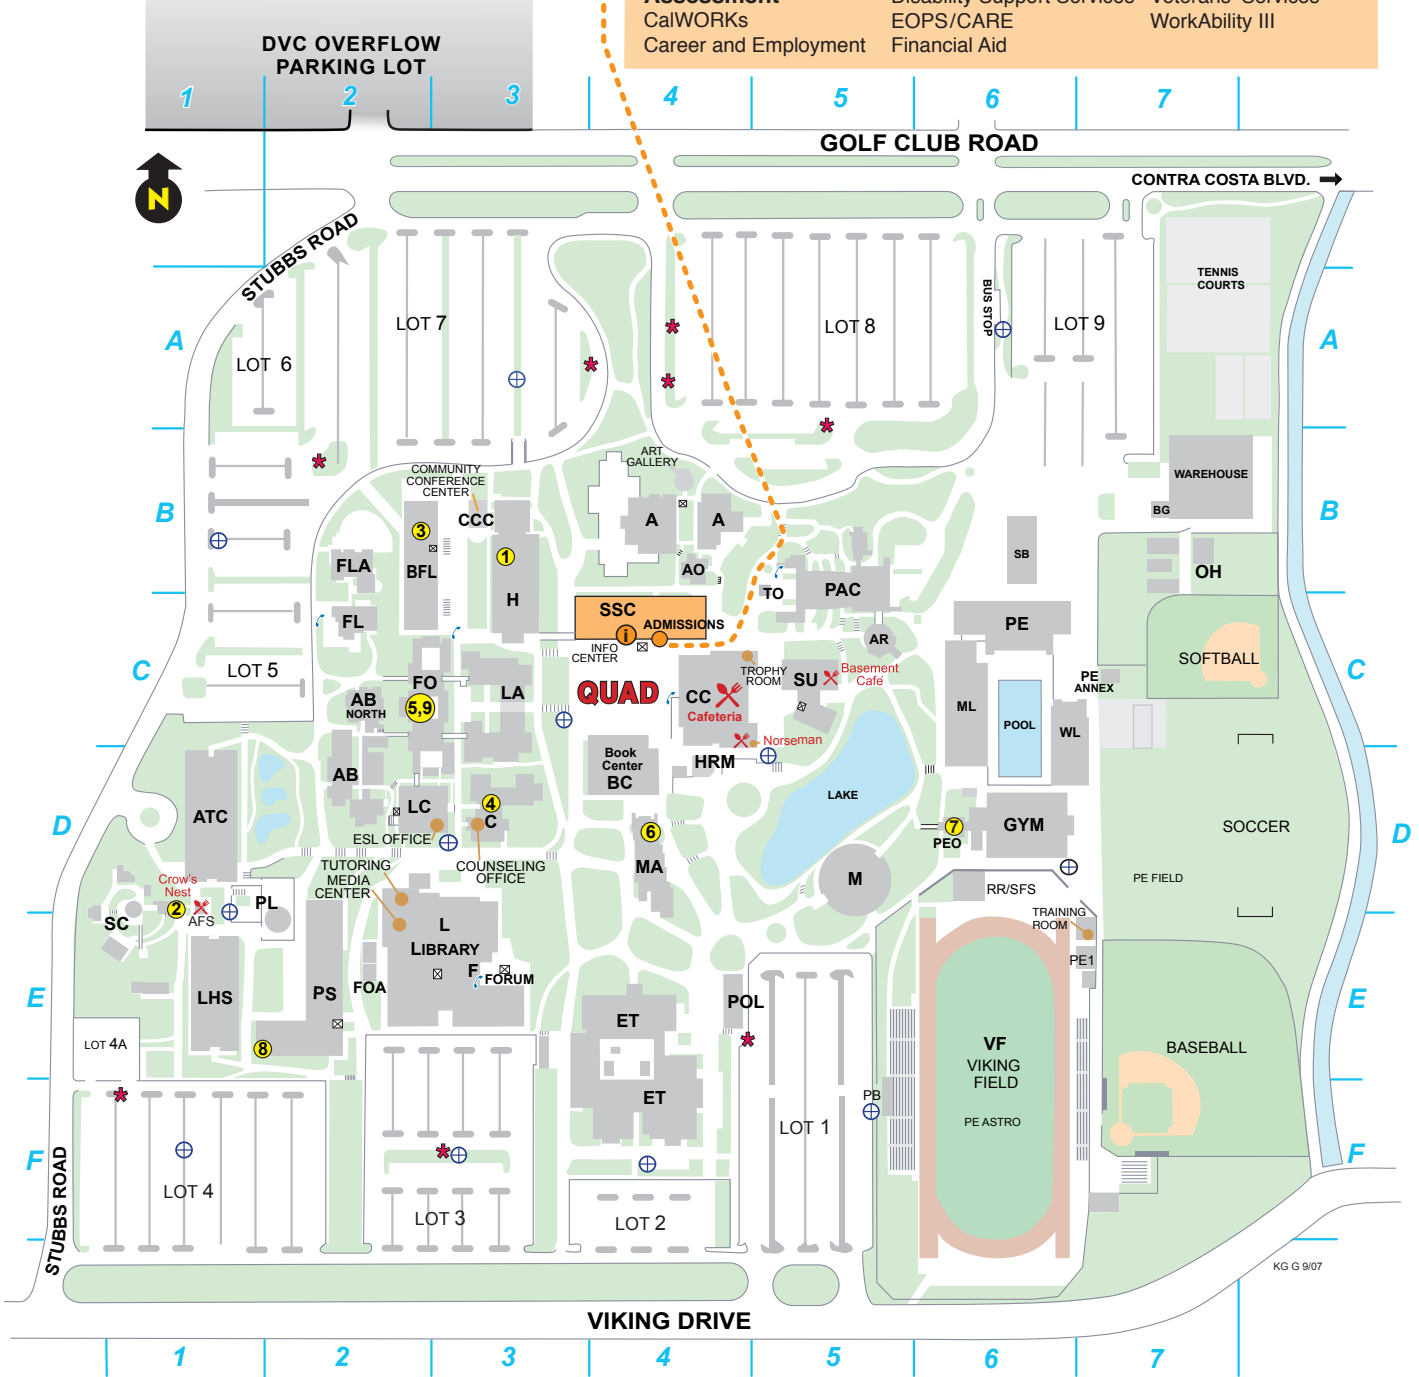 CalWORKs
EOPS/CARE
WorkAbility III
Career and Employment
Financial Aid
DVC OVERFLOW
PARKING LOT
1
2
3
4
5
6
7
GOLF CLUB ROAD
CONTRA COSTA BLVD.
N
STUBBS ROAD
TENNIS
COURTS
BUS STOP
LOT 7
LOT 8
LOT 9
A
A
LOT 6
ART
GALLERY
COMMUNITY
CONFERENCE
CENTER
WAREHOUSE
B
B
BG
CCC
A
A
3
1
SB
FLA
BFL
AO
OH
PAC
TO
H
SSC
ADMISSIONS
FL
PE
i
INFO
CENTER
AR
SOFTBALL
C
C
LOT 5
FO
LA
QUAD
TROPHY
ROOM
SU
Basement
Cafe
PE
ANNEX
AB
NORTH
5,9
CC
Cafeteria
ML
POOL
WL
Norseman
Book
Center
BC
HRM
AB
LAKE
ATC
LC
4
C
D
D
6
7
GYM
SOCCER
PEO
ESL OFFICE
TUTORING
MEDIA
CENTER
COUNSELING
OFFICE
MA
M
PE FIELD
Crow's
Nest
2
AFS
PL
SC
RR/SFS
TRAINING
ROOM
L
LIBRARY
F
FORUM
PE1
E
E
LHS
PS
FOA
POL
ET
LOT 4A
8
VF
VIKING
FIELD
BASEBALL
ET
PB
PE ASTRO
LOT 1
F
F
LOT 4
LOT 3
LOT 2
STUBBS ROAD
KG G 9/07
VIKING DRIVE
1
2
3
4
5
6
7